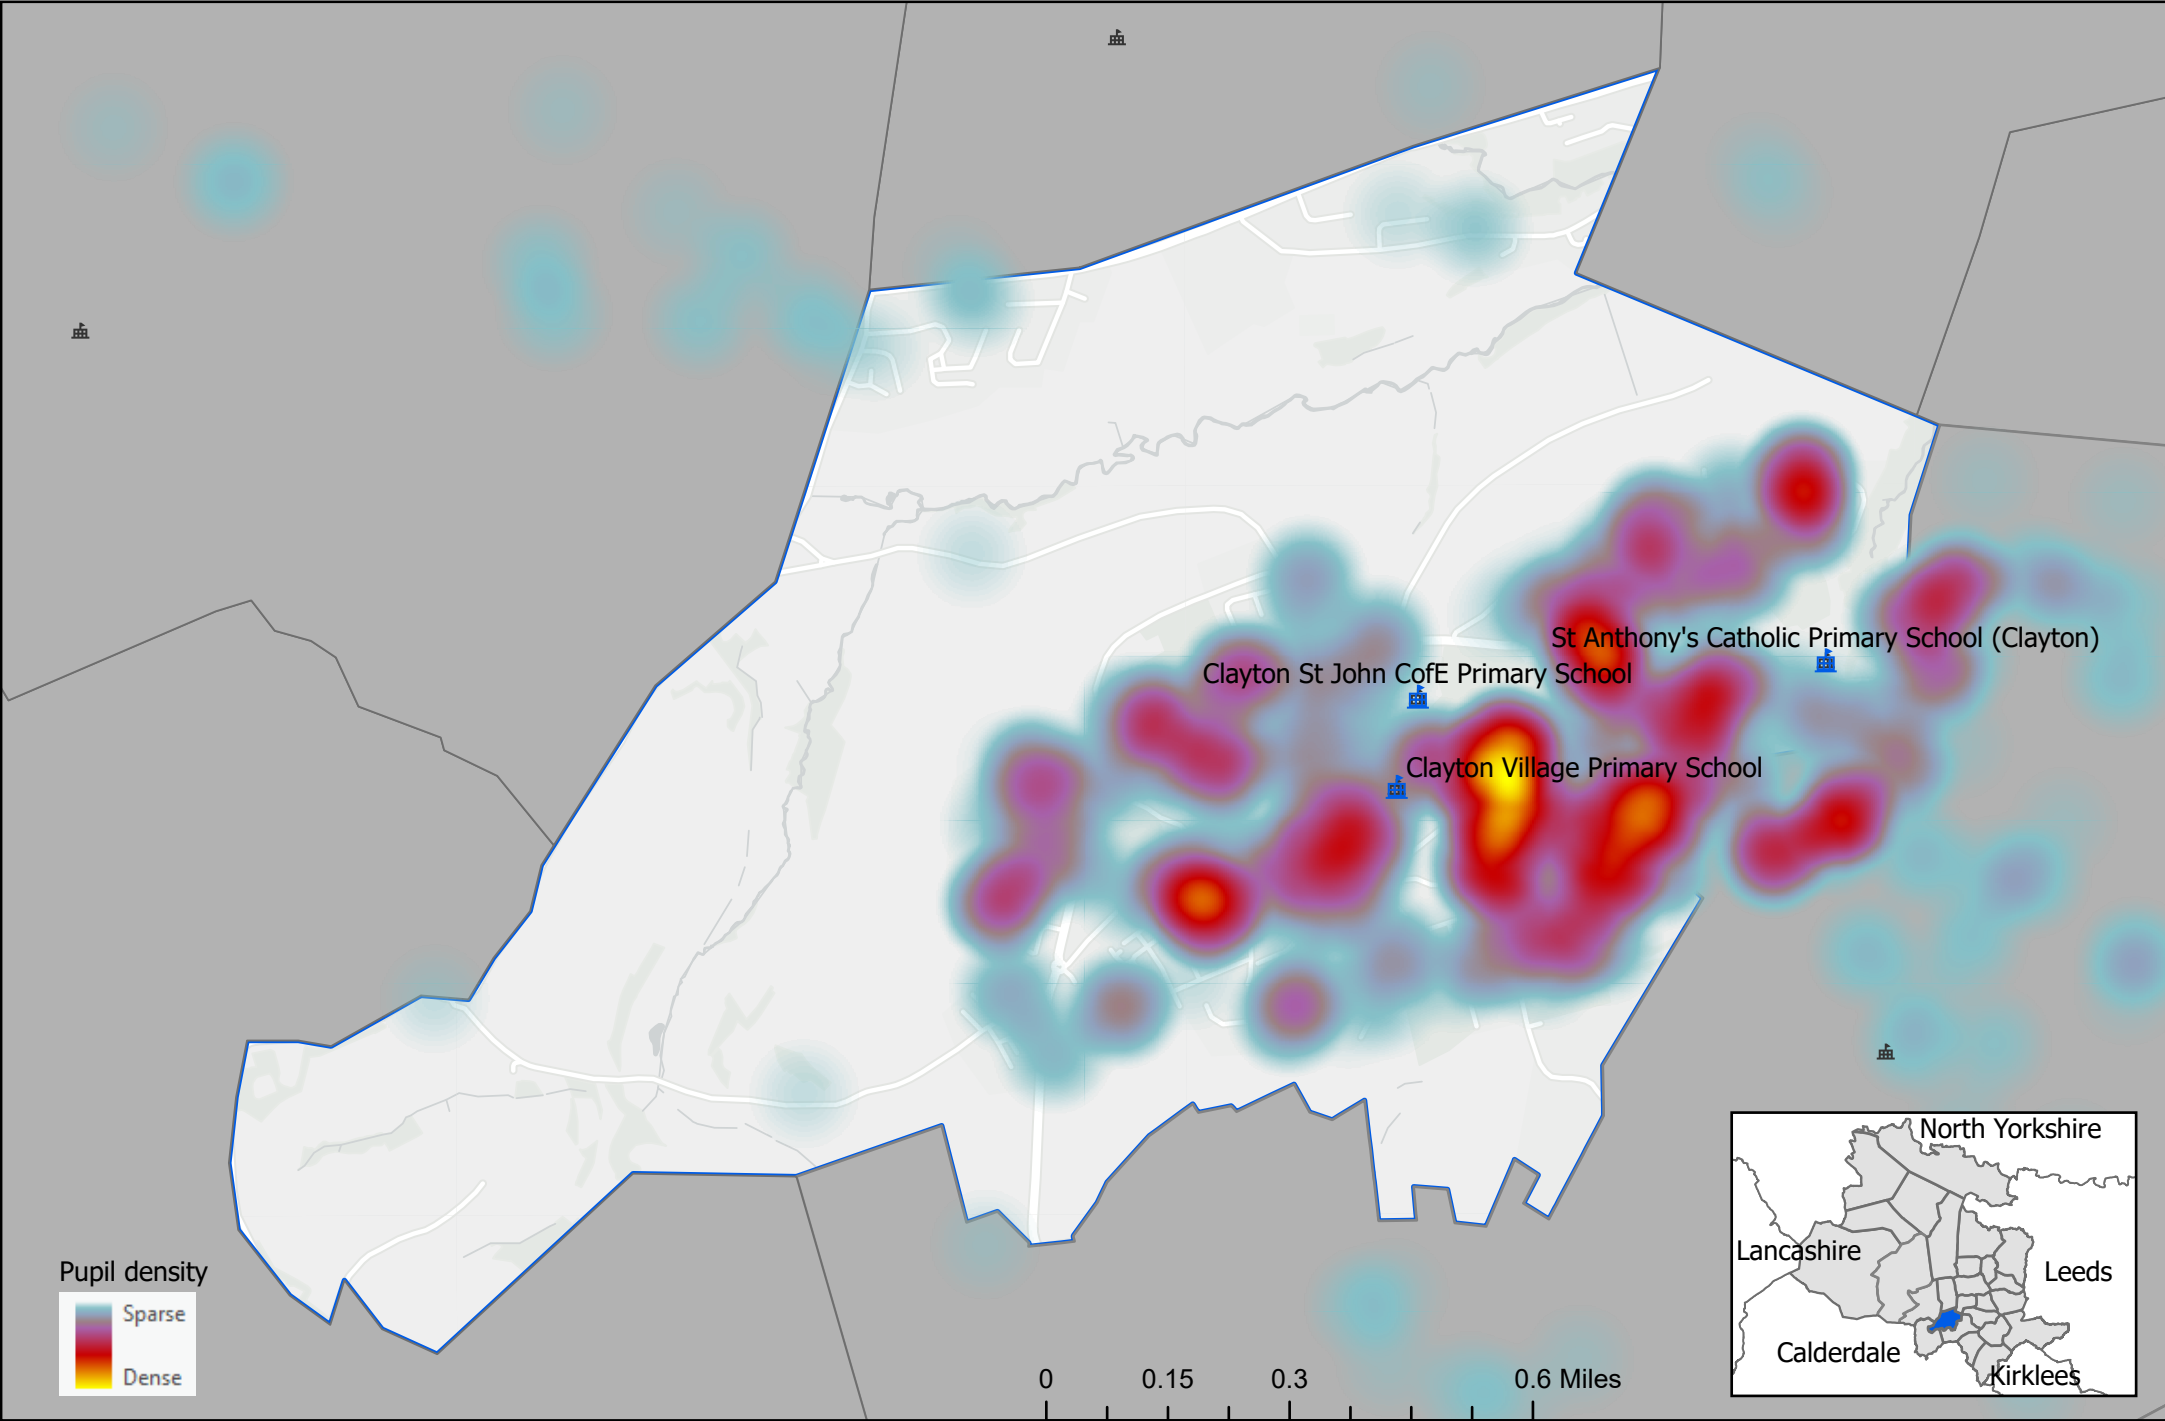 St Anthony's Catholic Primary School (Clayton)
Clayton St John CofE Primary School
Clayton Village Primary School
Pupil density
Sparse
Dense
0 0.15 0.3 0.6 Miles
North Yorkshire
Lancashire
Leeds
Calderdale
Kirklees